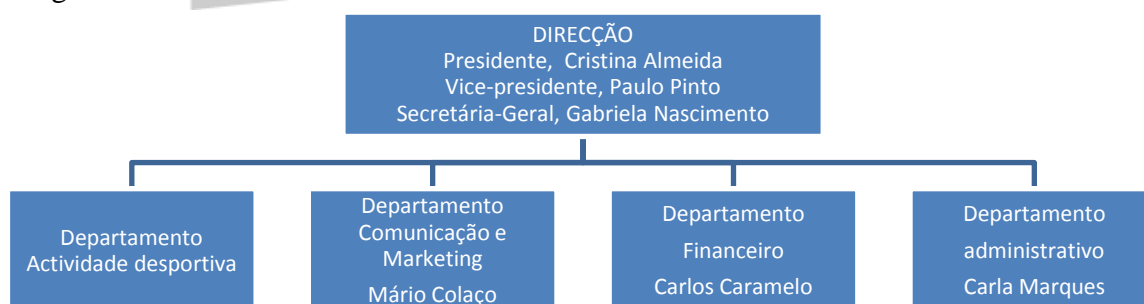 DIRECÇÃO
Presidente, Cristina Almeida
Vice-presidente, Paulo Pinto
Secretária-Geral, Gabriela Nascimento
Departamento
Actividade desportiva
Departamento
Comunicação e
Marketing
Mário Colaço
Departamento
Financeiro
Carlos Caramelo
Departamento
administrativo
Carla Marques